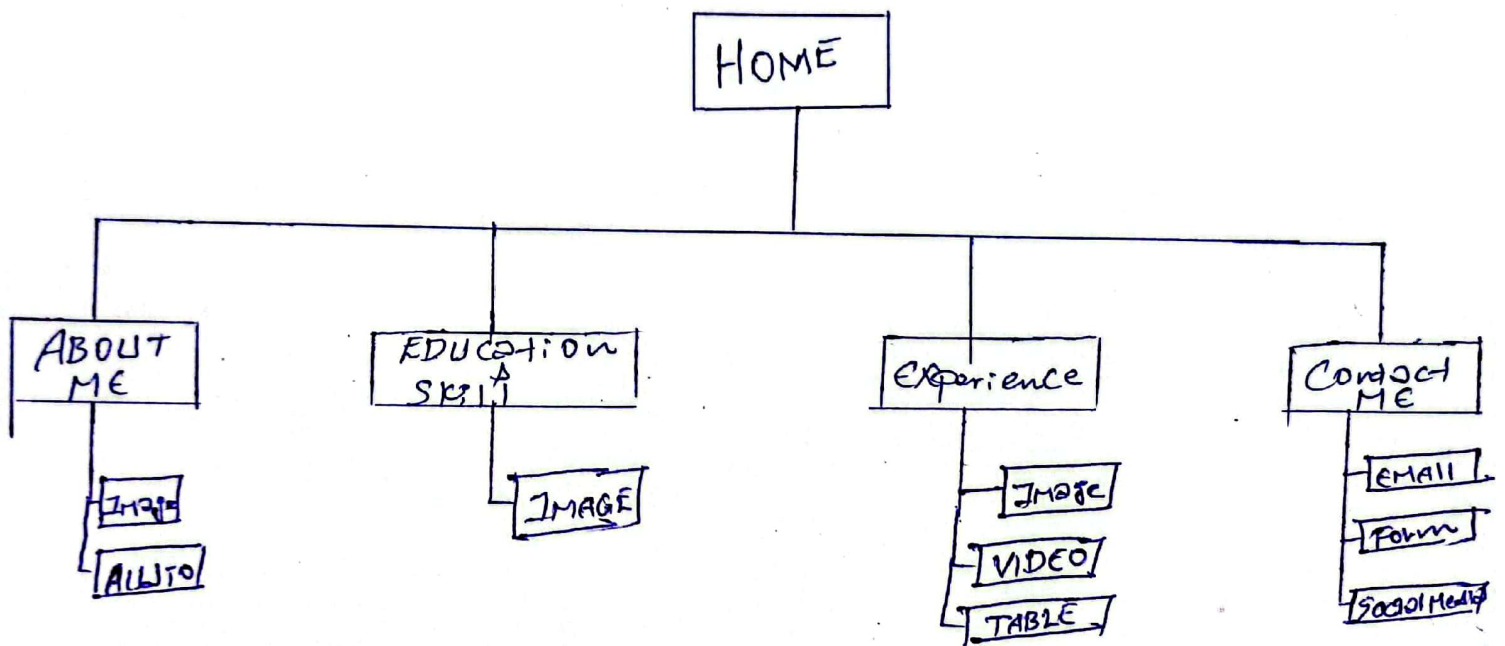 HOME
ABOUT
ME
EDUCATION
&
SKill
EXperience
Contact
ME
Image
AUDIO
IMAGE
Image
VIDEO
TABLE
EMAIl
Form
Social Media